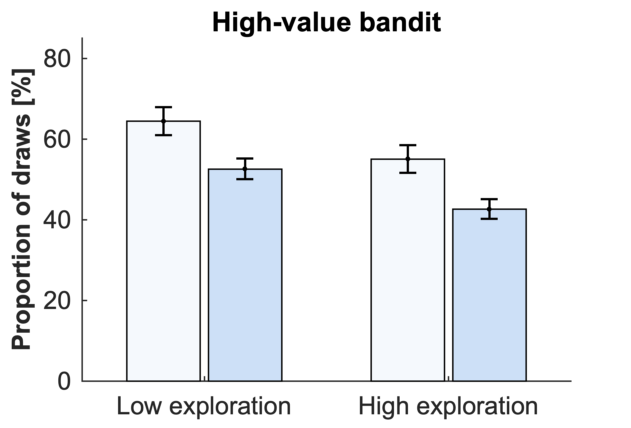 High-value bandit
Proportion of draws [%]
80
60
40
20
0
Low exploration
High exploration